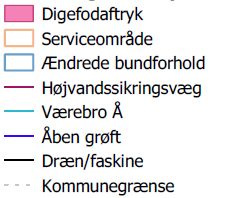 Digefodaftryk
Serviceområde
Ændrede bundforhold
Højvandssikringsvæg
Værebro Å
Åben grøft
Dræn/faskine
Kommunegrænse